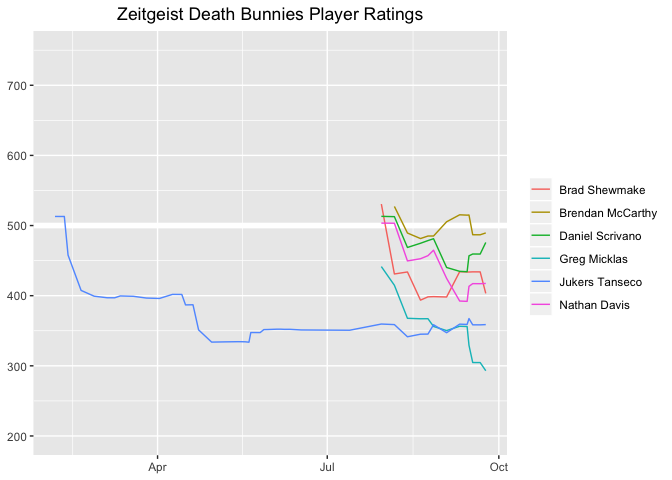 Zeitgeist Death Bunnies Player Ratings
700
600
500
400
300
200
Apr
Jul
Oct
Brad Shewmake
Brendan McCarthy
Daniel Scrivano
Greg Micklas
Jukers Tanseco
Nathan Davis